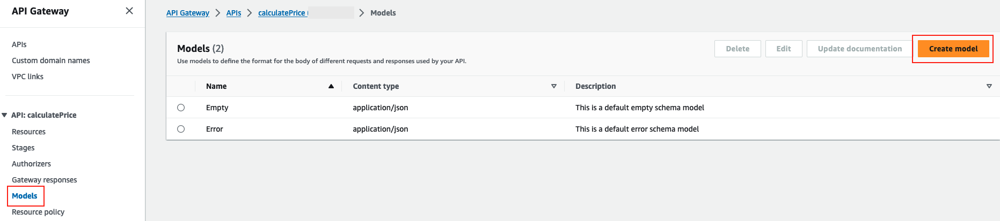 API Gateway
APIs
Custom domain names
VPC links
API: calculatePrice
Resources
Stages
Authorizers
Gateway responses
Models
Resource policy
API Gateway > APIs > calculatePrice > Models
Models (2)
Use models to define the format for the body of different requests and responses used by your API.
Delete Edit Update documentation Create model
Name Content type Description
Empty application/json This is a default empty schema model
Error application/json This is a default error schema model